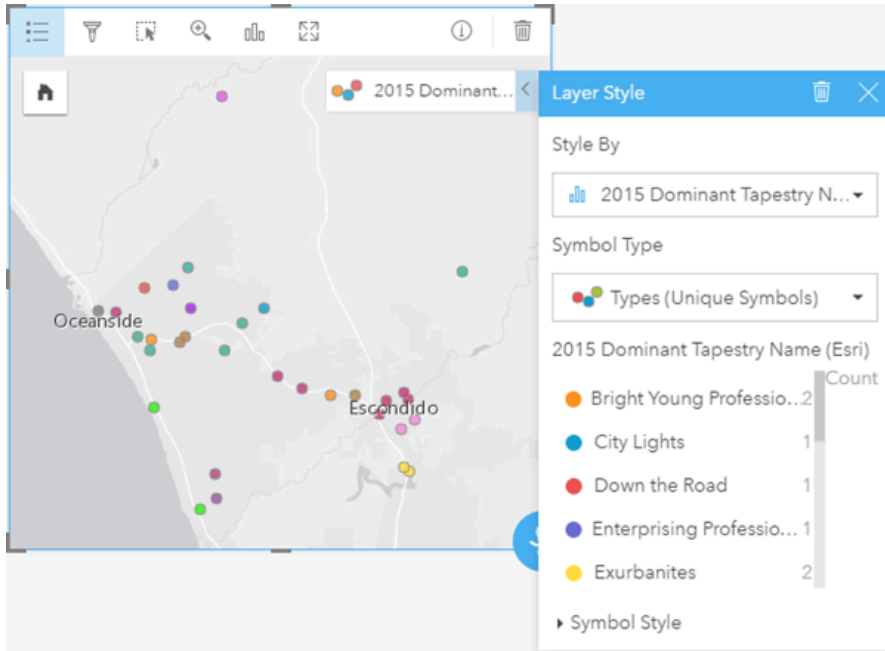 2015 Dominant...
Layer Style
Style By
2015 Dominant Tapestry N...
Symbol Type
Types (Unique Symbols)
2015 Dominant Tapestry Name (Esri)
Count
Bright Young Professio... 2
City Lights 1
Down the Road 1
Enterprising Professio... 1
Exurbanites 2
Symbol Style
Oceanside
Escondido